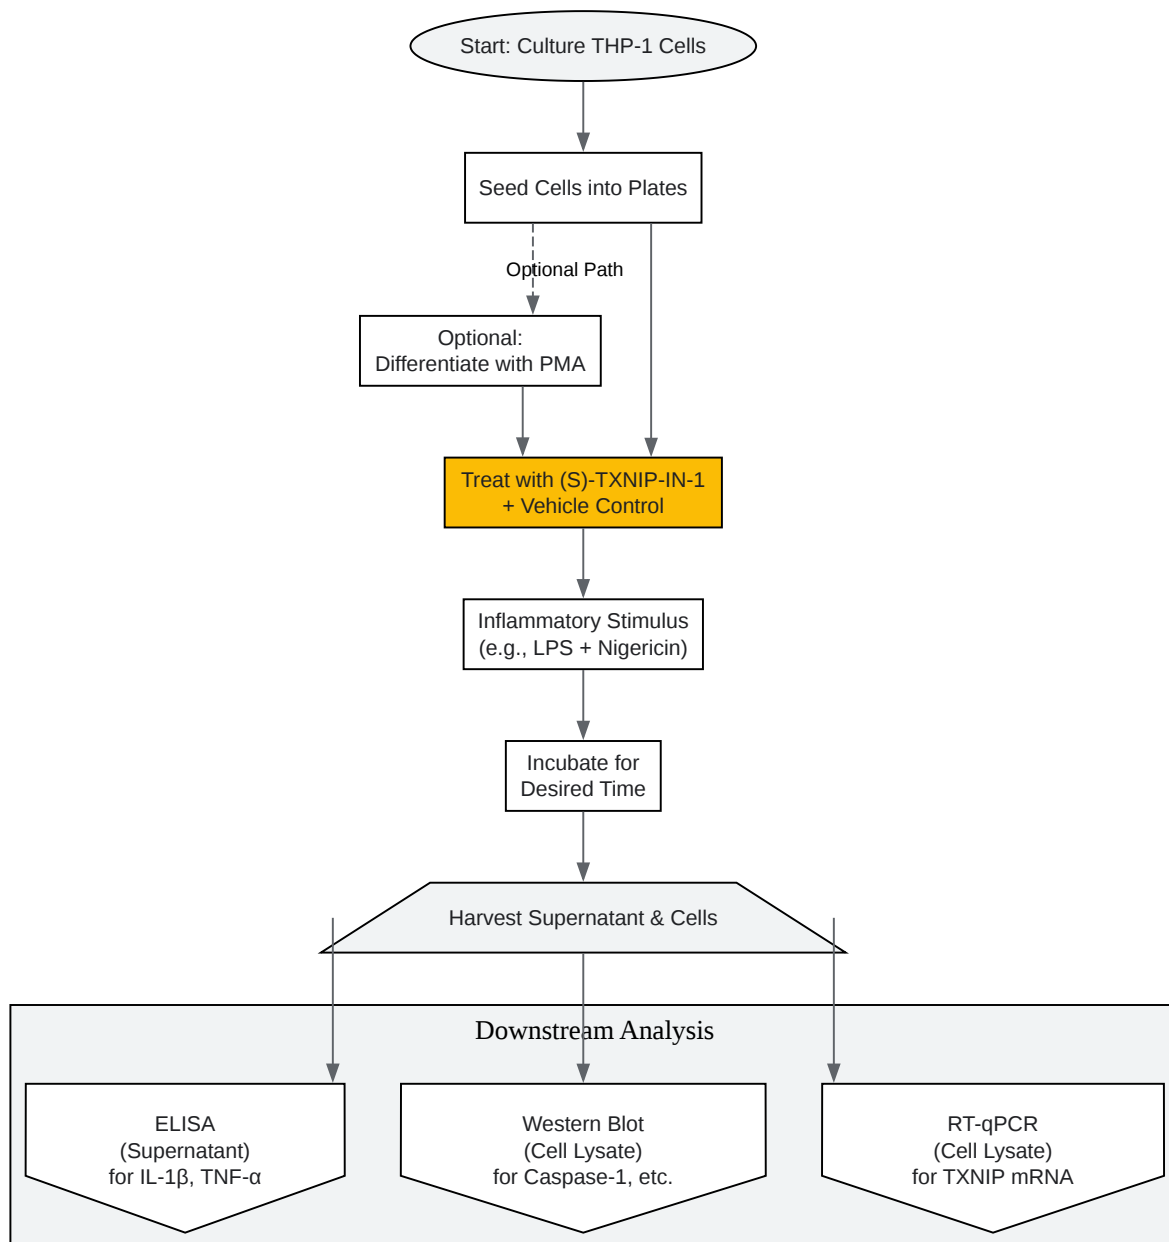 Start: Culture THP-1 Cells
Seed Cells into Plates
Optional Path
Optional:
Differentiate with PMA
Treat with (S)-TXNIP-IN-1
+ Vehicle Control
Inflammatory Stimulus
(e.g., LPS + Nigericin)
Incubate for
Desired Time
Harvest Supernatant & Cells
Downstream Analysis
ELISA
(Supernatant)
for IL-1β, TNF-α
Western Blot
(Cell Lysate)
for Caspase-1, etc.
RT-qPCR
(Cell Lysate)
for TXNIP mRNA